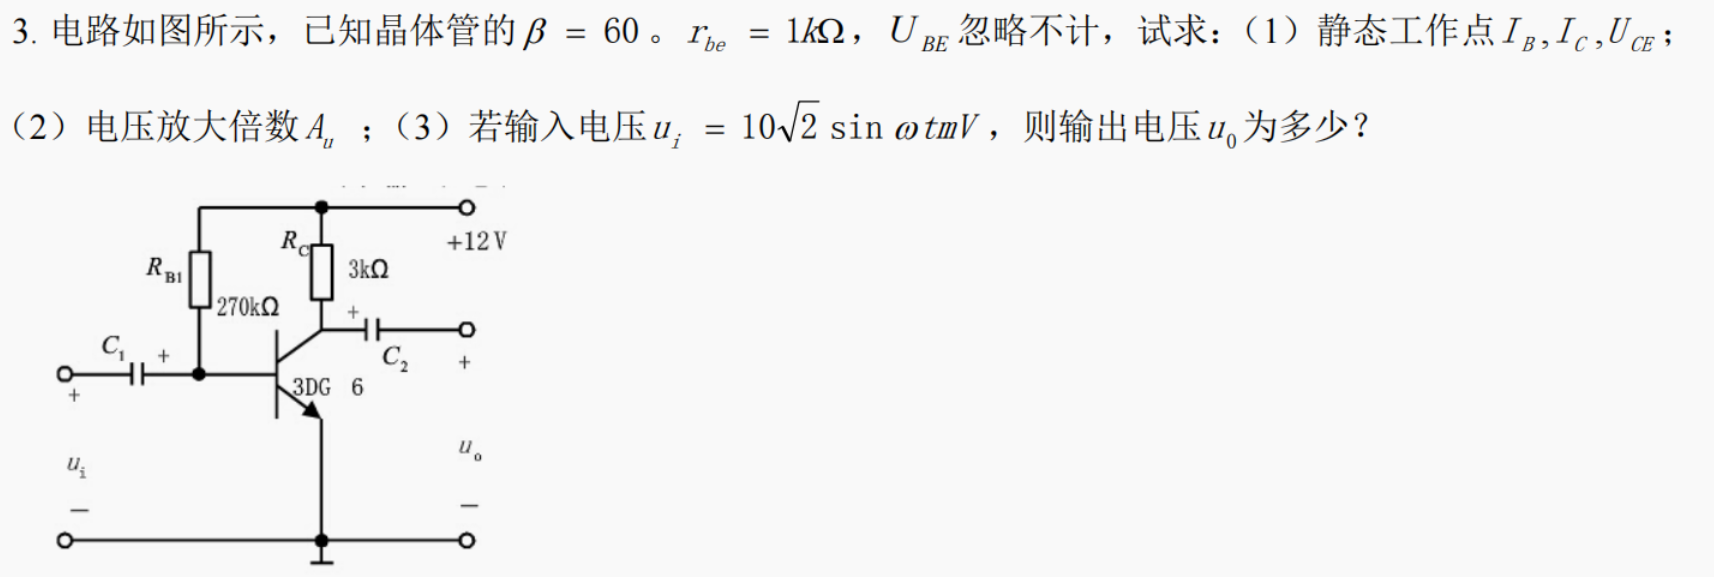 3. 电路如图所示，已知晶体管的β = 60。r_be = 1kΩ，U_BE 忽略不计，试求：（1）静态工作点 I_B, I_C, U_CE；
（2）电压放大倍数 A_u ；（3）若输入电压 u_i = 10√2 sin ωtmV，则输出电压 u_0 为多少？
+12V
R_C
3kΩ
R_B1
270kΩ
+
C_1
+
C_2
+
+
3DG 6
u_o
u_i
−
−